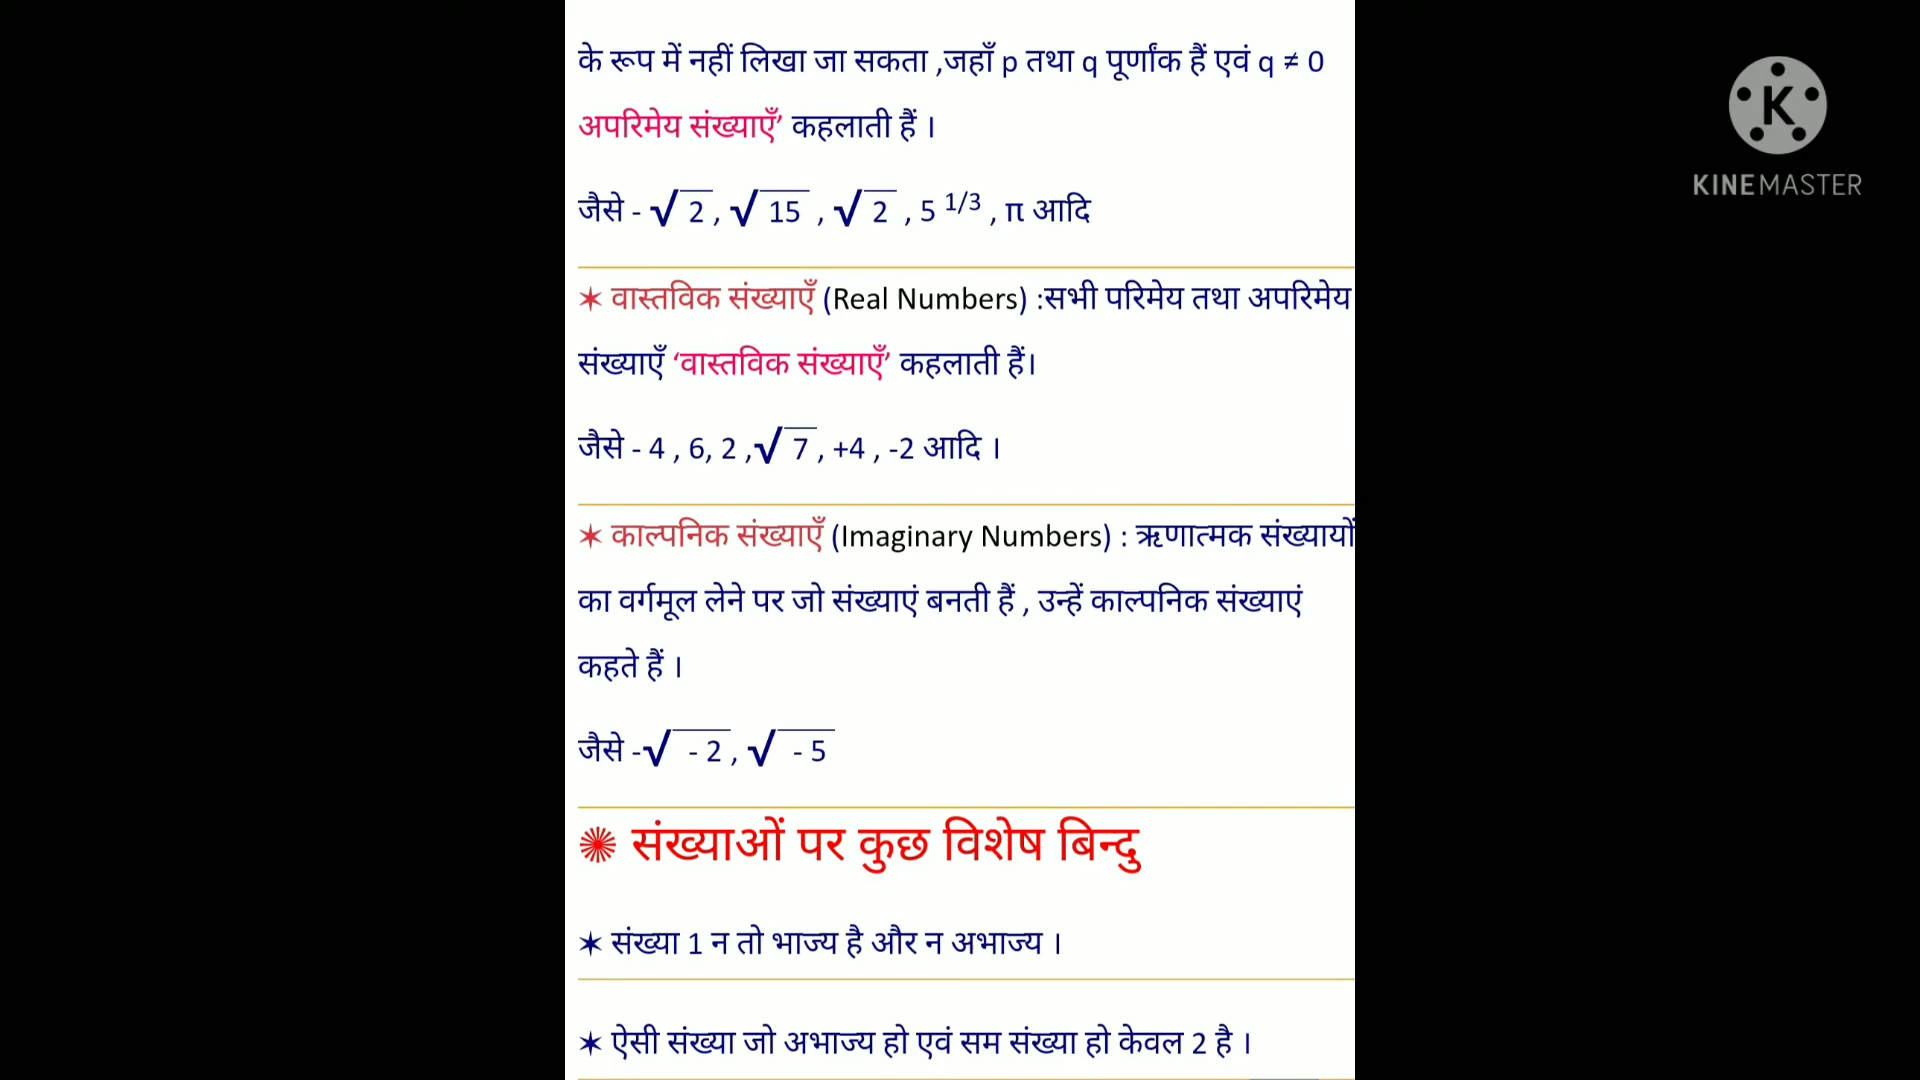 के रूप में नहीं लिखा जा सकता ,जहाँ p तथा q पूर्णांक हैं एवं q ≠ 0
अपरिमेय संख्याएँ’ कहलाती हैं ।
जैसे - √2, √15 , √2 , 5 ^1/3 , π आदि
✶ वास्तविक संख्याएँ (Real Numbers) :सभी परिमेय तथा अपरिमेय
संख्याएँ ‘वास्तविक संख्याएँ’ कहलाती हैं।
जैसे - 4 , 6, 2 ,√7, +4 , -2 आदि ।
✶ काल्पनिक संख्याएँ (Imaginary Numbers) : ऋणात्मक संख्यायों
का वर्गमूल लेने पर जो संख्याएं बनती हैं , उन्हें काल्पनिक संख्याएं
कहते हैं ।
जैसे -√ - 2 , √ - 5
✺ संख्याओं पर कुछ विशेष बिन्दु
✶ संख्या 1 न तो भाज्य है और न अभाज्य ।
✶ ऐसी संख्या जो अभाज्य हो एवं सम संख्या हो केवल 2 है ।
K
KINEMASTER